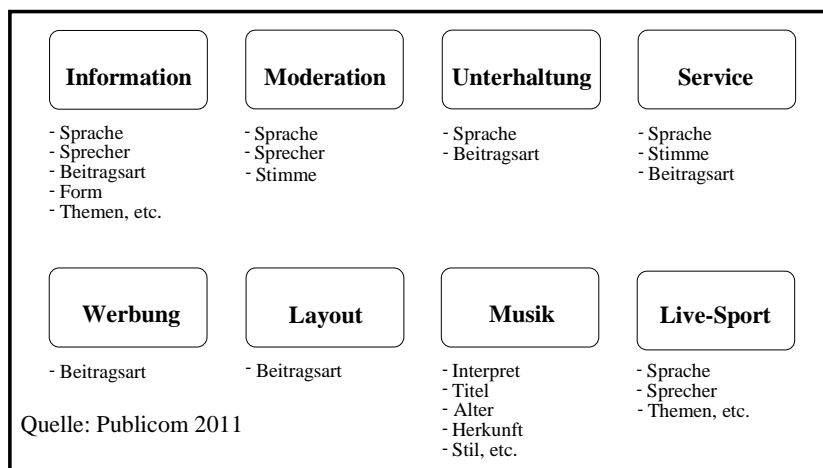 Information
- Sprache
- Sprecher
- Beitragsart
- Form
- Themen, etc.
Moderation
- Sprache
- Sprecher
- Stimme
Unterhaltung
- Sprache
- Beitragsart
Service
- Sprache
- Stimme
- Beitragsart
Werbung
- Beitragsart
Layout
- Beitragsart
Musik
- Interpret
- Titel
- Alter
- Herkunft
- Stil, etc.
Live-Sport
- Sprache
- Sprecher
- Themen, etc.
Quelle: Publicom 2011